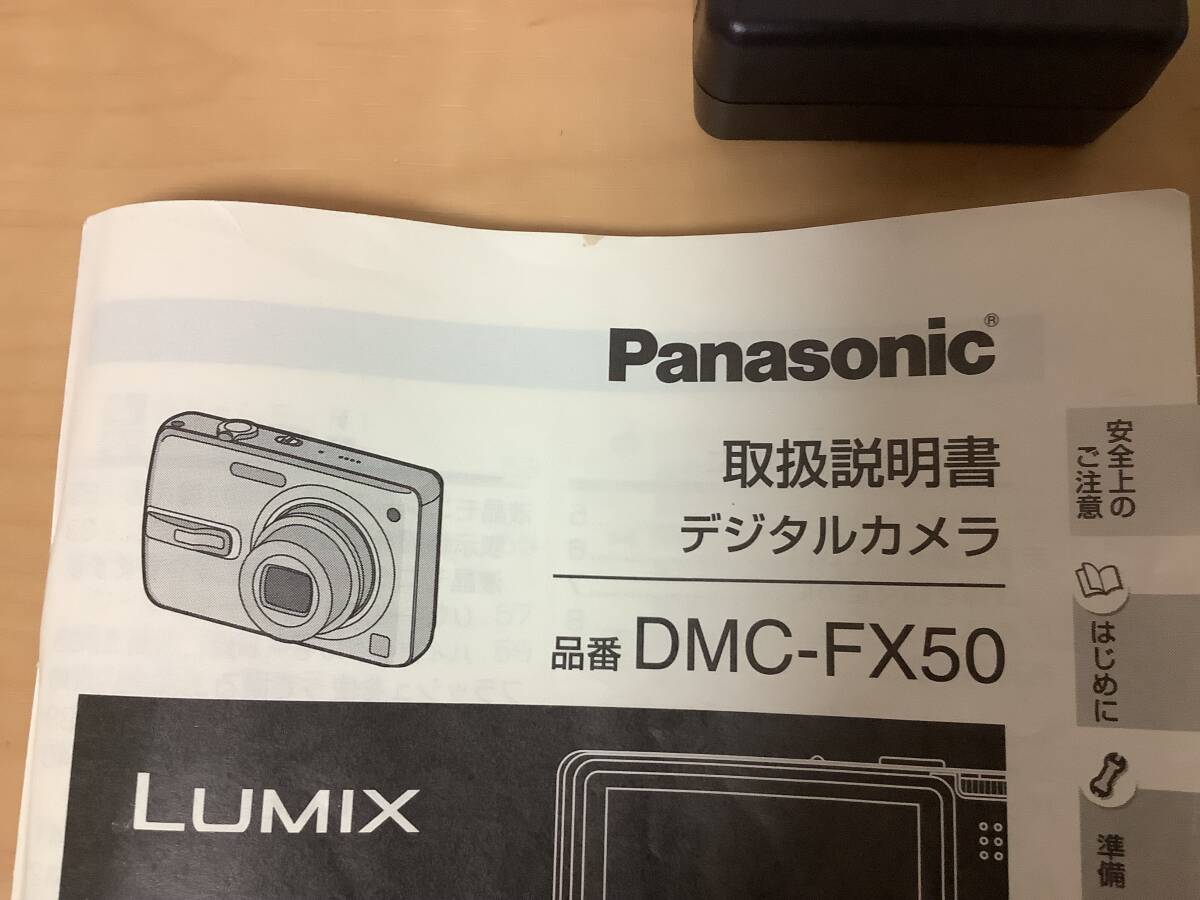 Panasonic®
取扱説明書
デジタルカメラ
品番 DMC-FX50
LUMIX
安全上の
ご注意
はじめに
準備